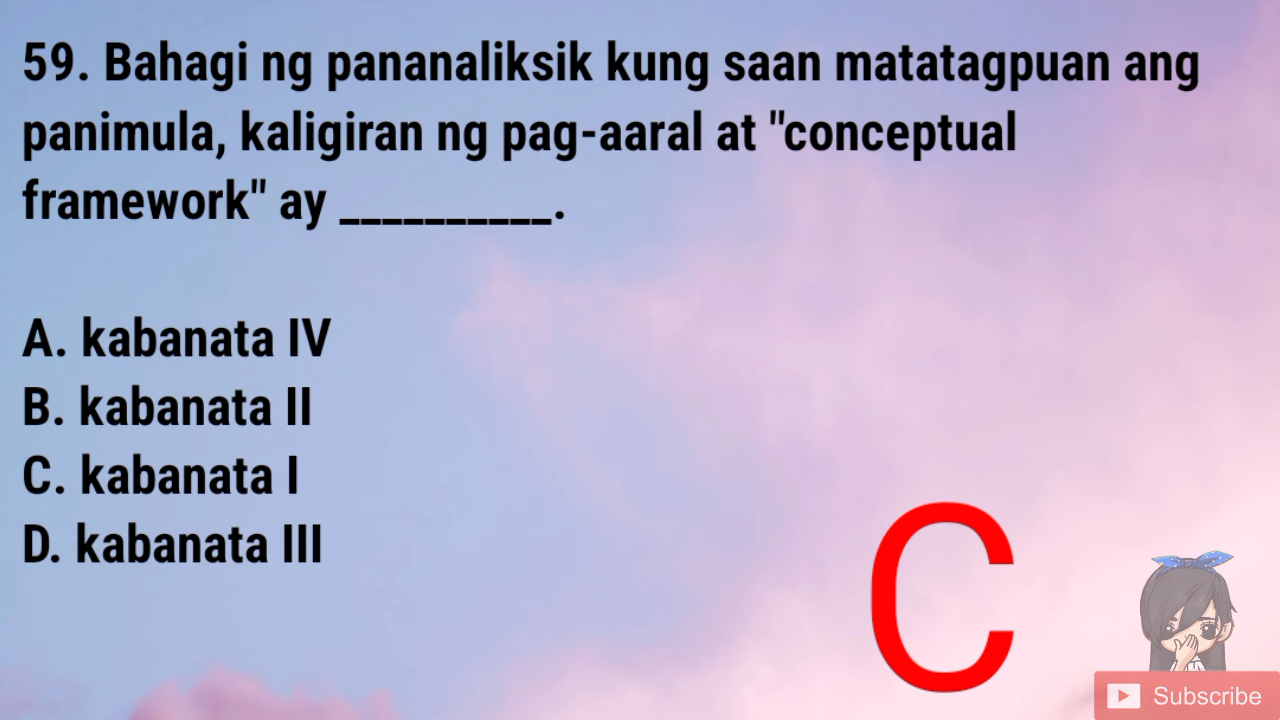 59. Bahagi ng pananaliksik kung saan matatagpuan ang
panimula, kaligiran ng pag-aaral at "conceptual
framework" ay __________.
A. kabanata IV
B. kabanata II
C. kabanata I
D. kabanata III
C
Subscribe